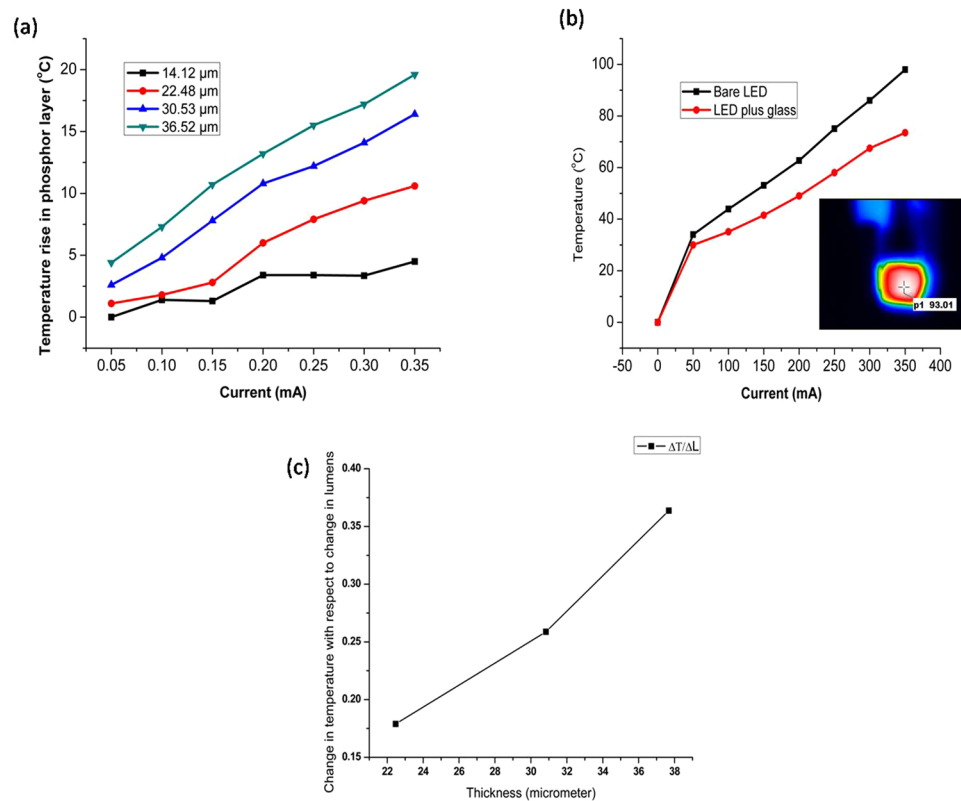 (a)
Temperature rise in phosphor layer (°C)
20
15
10
5
0
14.12 µm
22.48 µm
30.53 µm
36.52 µm
0.05 0.10 0.15 0.20 0.25 0.30 0.35
Current (mA)
(b)
Temperature (°C)
100
80
60
40
20
0
Bare LED
LED plus glass
p1 93.01
-50 0 50 100 150 200 250 300 350 400
Current (mA)
(c)
ΔT/ΔL
Change in temperature with respect to change in lumens
0.40
0.35
0.30
0.25
0.20
0.15
22 24 26 28 30 32 34 36 38
Thickness (micrometer)